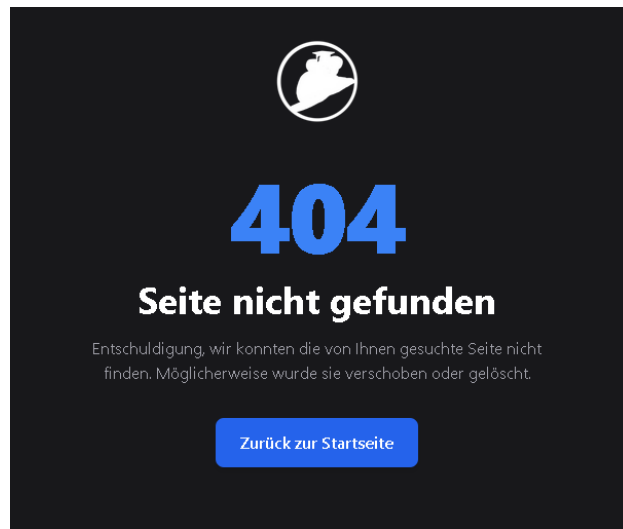 404
Seite nicht gefunden
Entschuldigung, wir konnten die von Ihnen gesuchte Seite nicht
finden. Möglicherweise wurde sie verschoben oder gelöscht.
Zurück zur Startseite